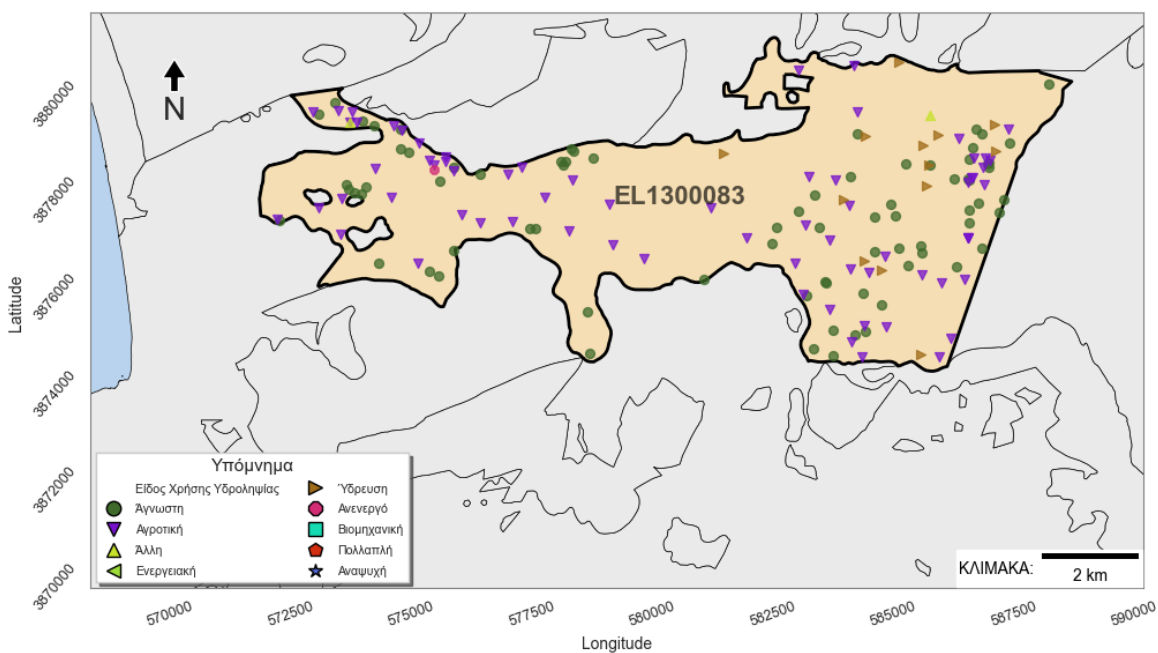 N
EL1300083
3880000
3878000
3876000
3874000
3872000
3870000
Latitude
Υπόμνημα
Είδος Χρήσης Υδροληψίας
Άγνωστη
Αγροτική
Άλλη
Ενεργειακή
Ύδρευση
Ανενεργό
Βιομηχανική
Πολλαπλή
Αναψυχή
ΚΛΙΜΑΚΑ:
2 km
570000
572500
575000
577500
580000
582500
585000
587500
590000
Longitude